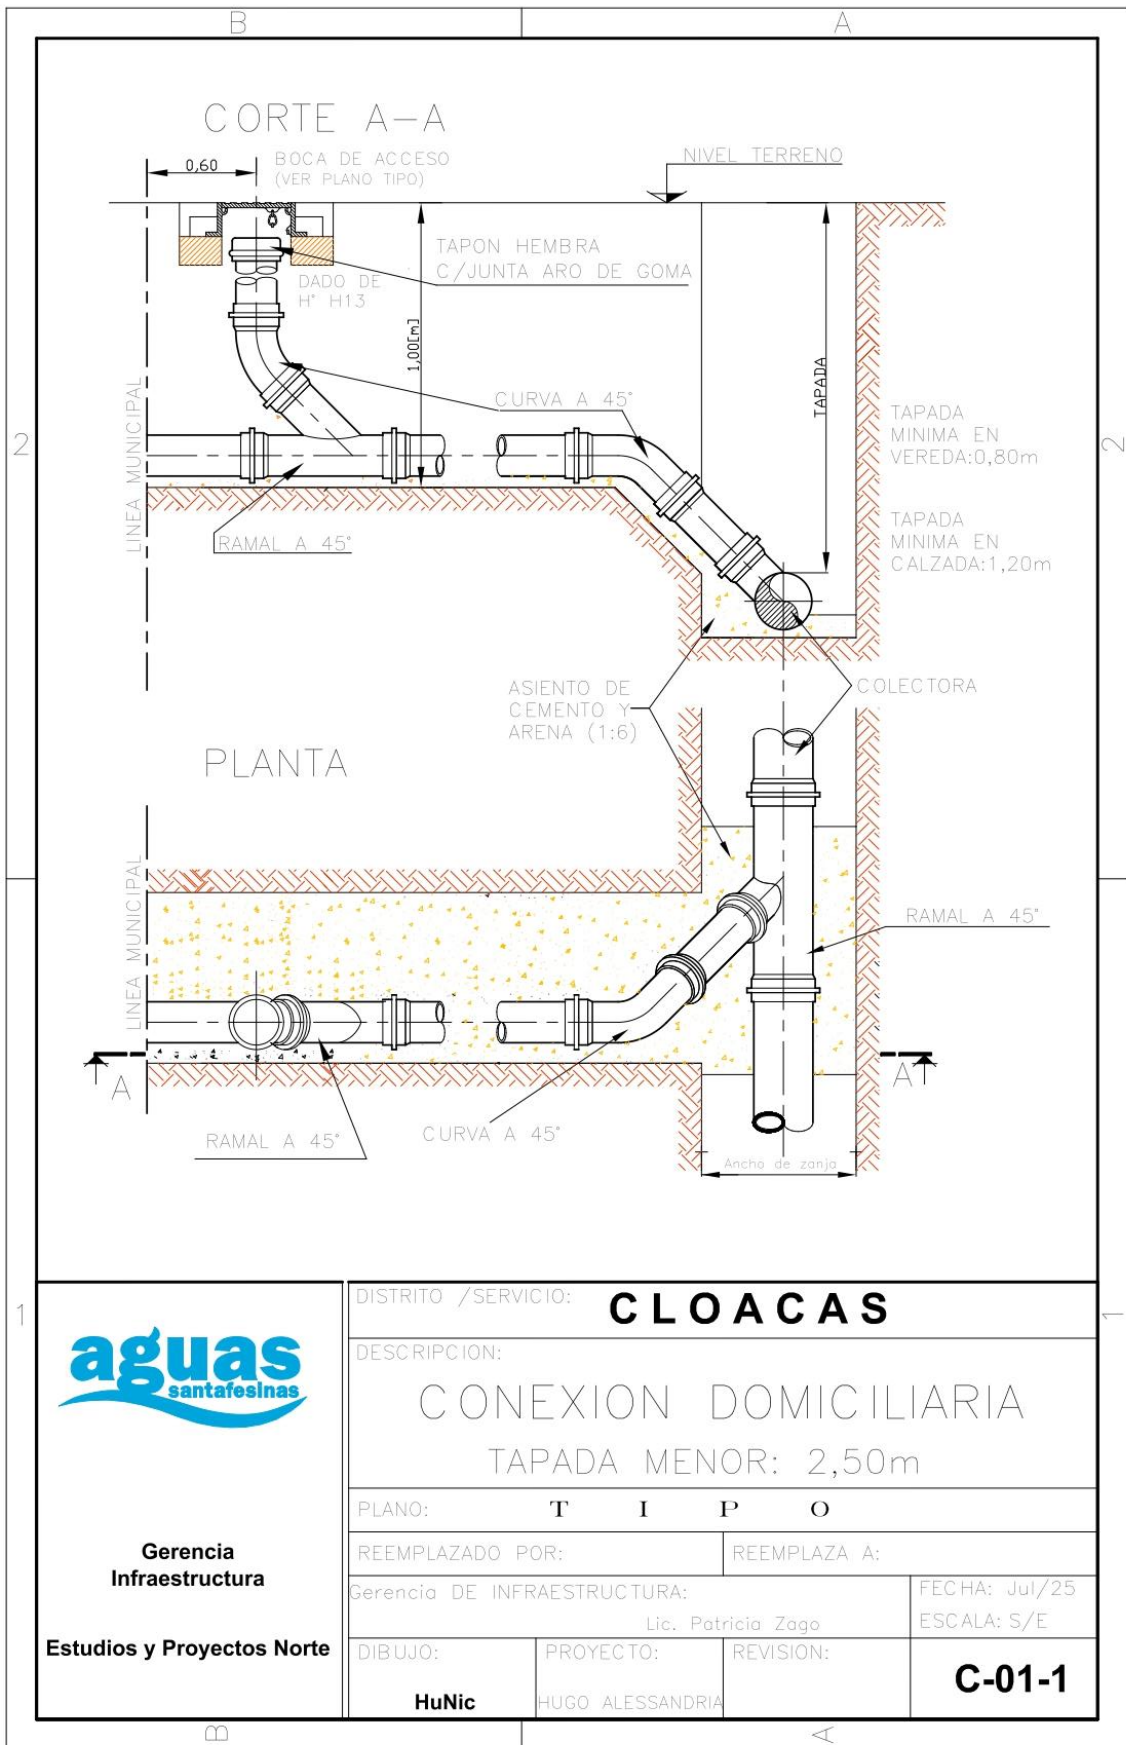 B
A
CORTE A-A
0,60
BOCA DE ACCESO
(VER PLANO TIPO)
NIVEL TERRENO
TAPON HEMBRA
C/JUNTA ARO DE GOMA
DADO DE
H° H13
1,00[m]
TAPADA
CURVA A 45°
LINEA MUNICIPAL
TAPADA
MINIMA EN
VEREDA:0,80m
2
2
TAPADA
MINIMA EN
CALZADA:1,20m
RAMAL A 45°
ASIENTO DE
CEMENTO Y
ARENA (1:6)
COLECTORA
PLANTA
LINEA MUNICIPAL
RAMAL A 45°
A
A
RAMAL A 45°
CURVA A 45°
Ancho de zanja
1
1
aguas
santafesinas
Gerencia
Infraestructura
Estudios y Proyectos Norte
DISTRITO /SERVICIO: CLOACAS
DESCRIPCION:
CONEXION DOMICILIARIA
TAPADA MENOR: 2,50m
PLANO: T I P O
REEMPLAZADO POR:
REEMPLAZA A:
Gerencia DE INFRAESTRUCTURA:
Lic. Patricia Zago
FECHA: Jul/25
ESCALA: S/E
DIBUJO:
HuNic
PROYECTO:
HUGO ALESSANDRIA
REVISION:
C-01-1
B
A